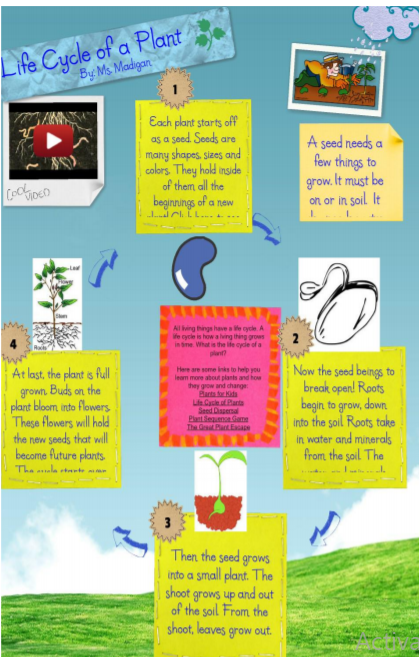 Life Cycle of a Plant
By: Ms. Madigan
COOL
VIDEO
1
Each plant starts off
as a seed. Seeds are
many shapes, sizes and
colors. They hold inside
of them all the
beginnings of a new
A seed needs a
few things to
grow. It must be
on or in soil. It
All living things have a life cycle. A
life cycle is how a living thing grows
in time. What is the life cycle of a
plant?
Here are some links to help you
learn more about plants and how
they grow and change:
Plants for Kids
Life Cycle of Plants
Seed Dispersal
Plant Sequence Game
The Great Plant Escape
2
Now the seed beings to
break open! Roots
begin to grow, down
into the soil. Roots take
in water and minerals
from the soil. The
3
Then the seed grows
into a small plant. The
shoot grows up and out
of the soil. From the
shoot, leaves grow out.
Leaf
Flower
Stem
Roots
4
At last, the plant is full
grown. Buds on the
plant bloom into flowers.
These flowers will hold
the new seeds that will
become future plants.
The cycle starts over